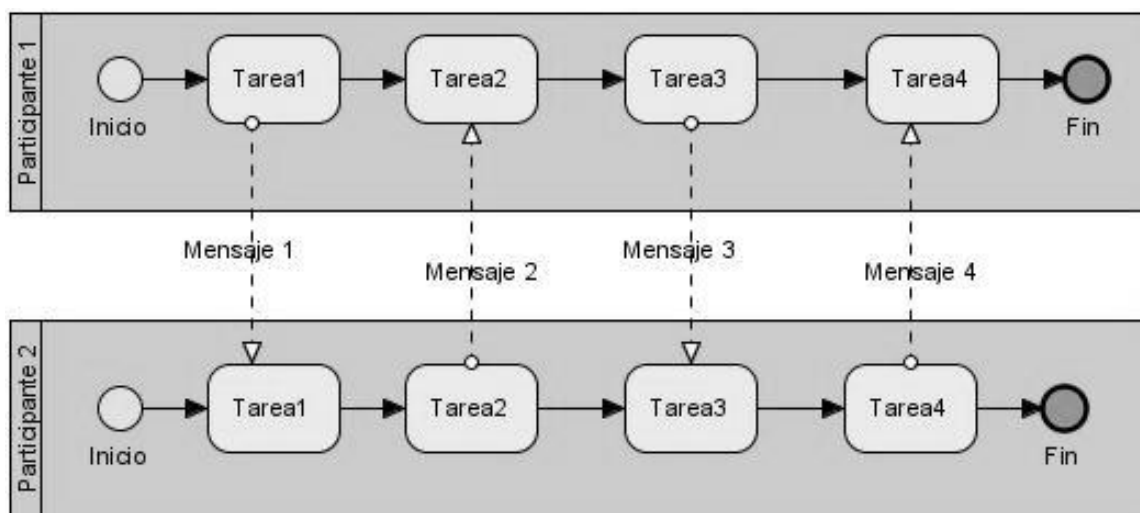 Participante 1
Tarea1
Tarea2
Tarea3
Tarea4
Inicio
Fin
Mensaje 1
Mensaje 2
Mensaje 3
Mensaje 4
Participante 2
Tarea1
Tarea2
Tarea3
Tarea4
Inicio
Fin